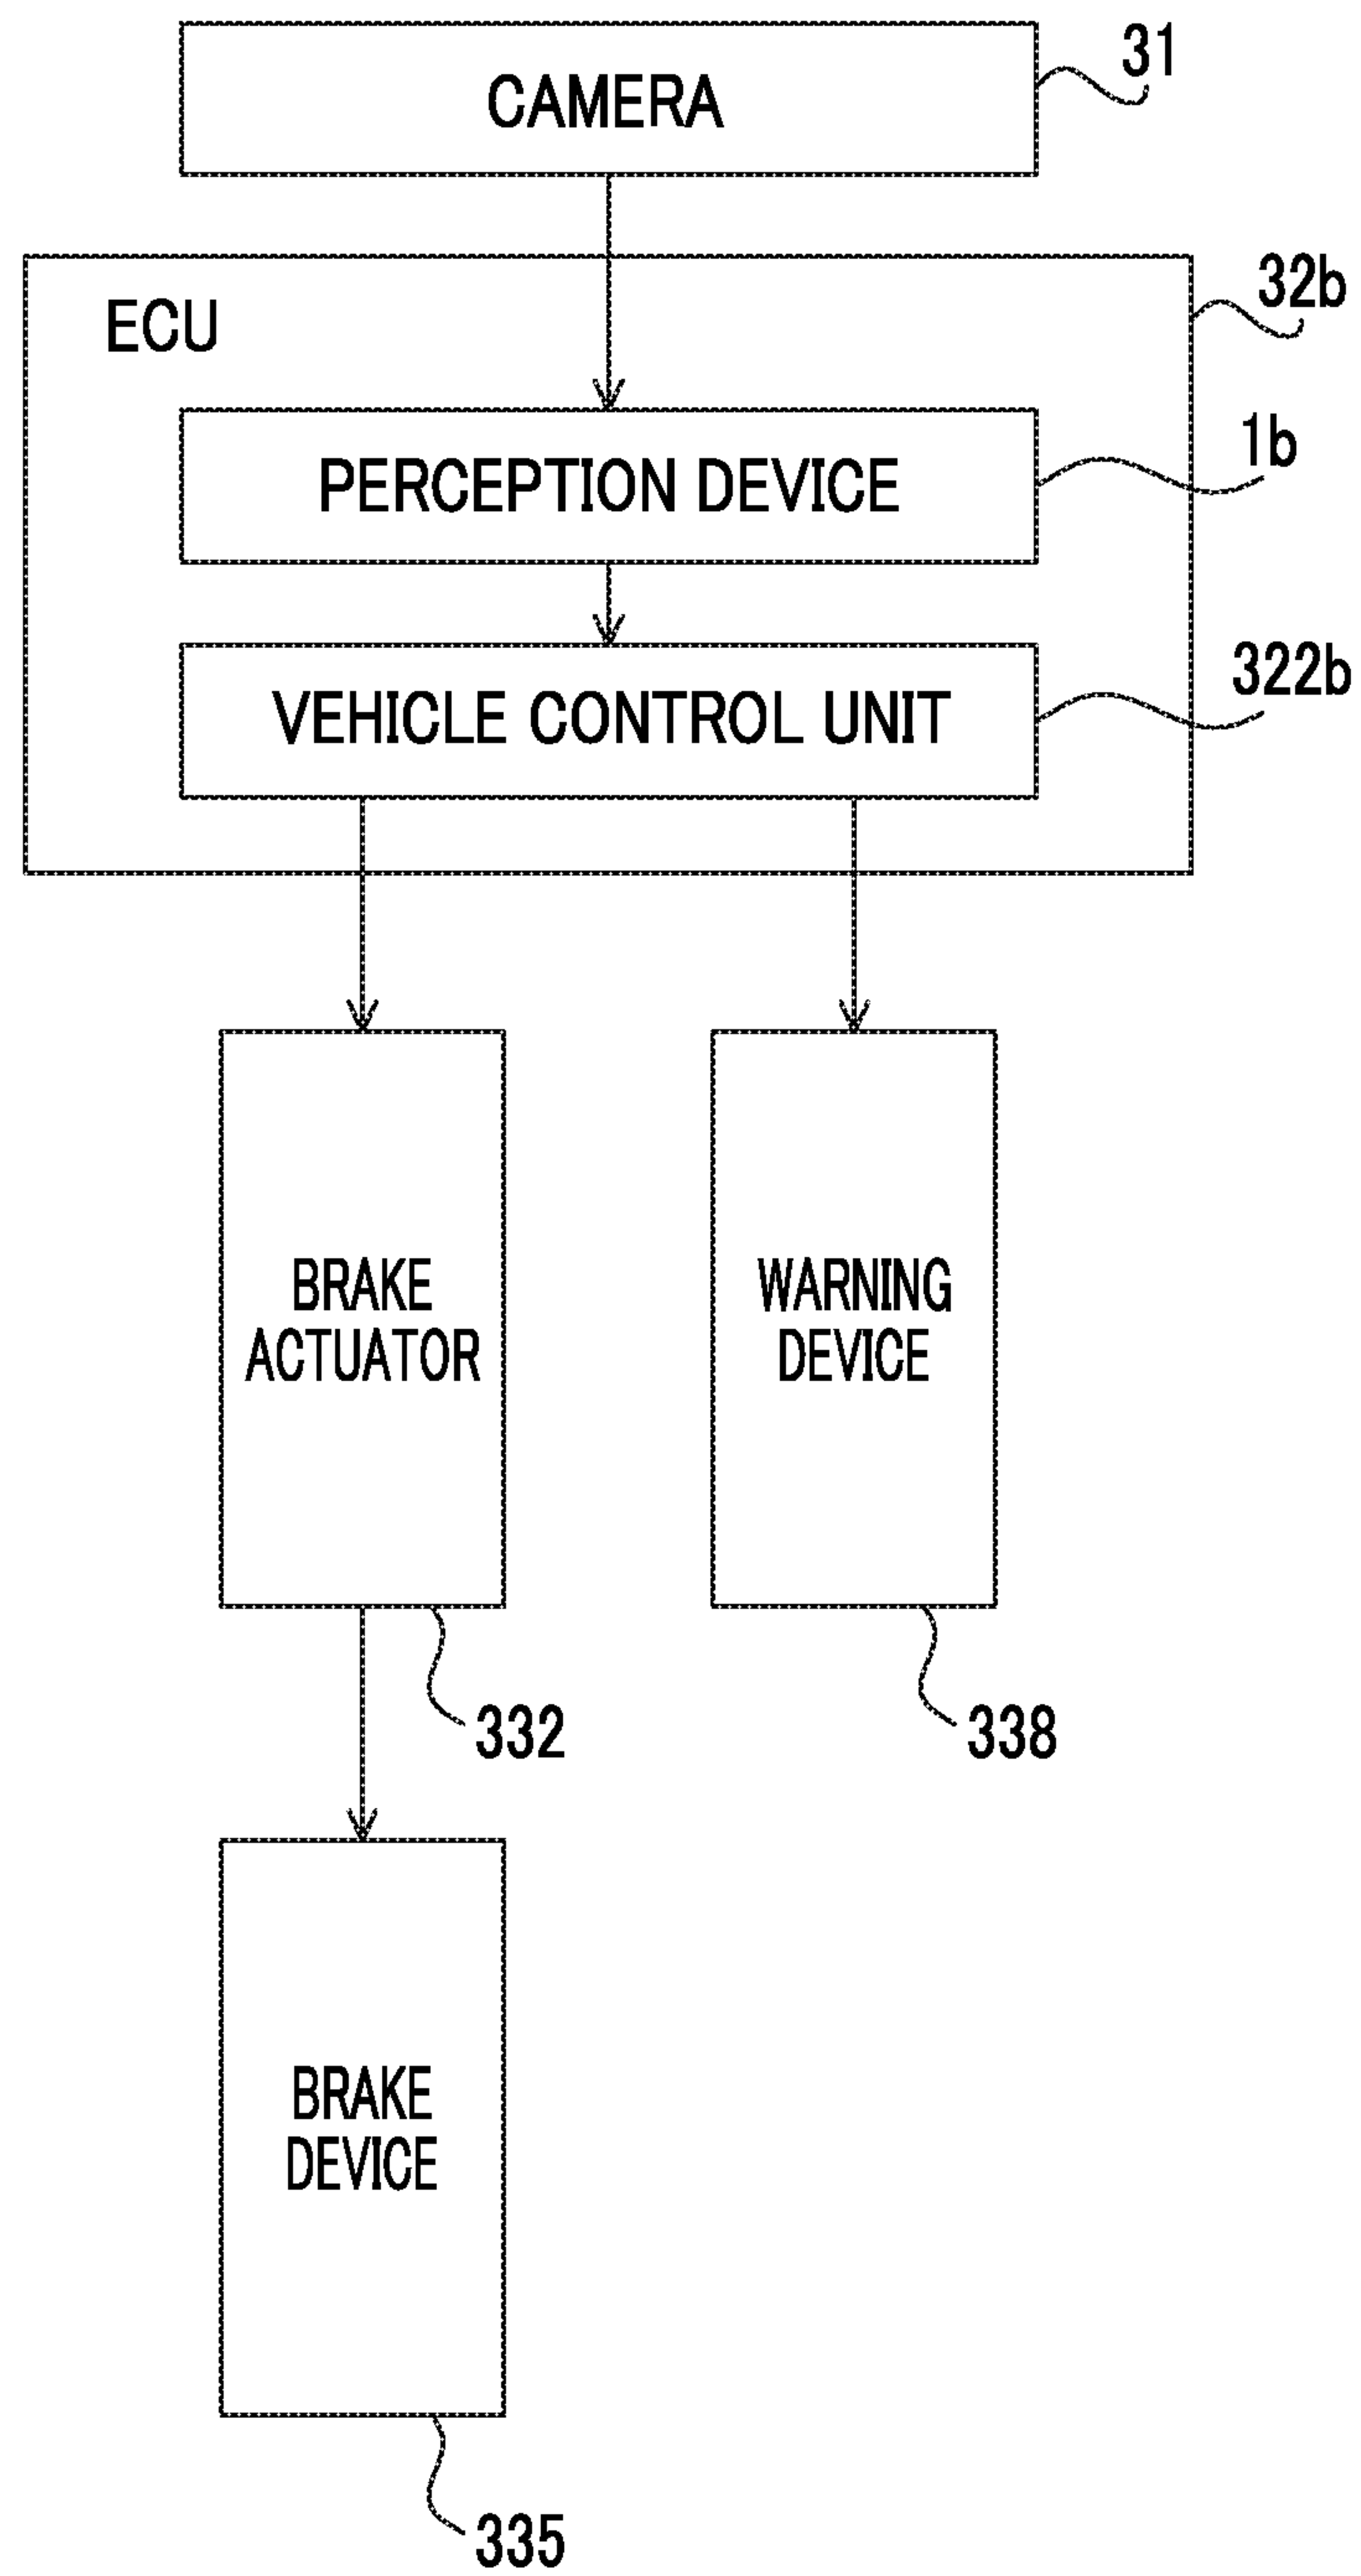 CAMERA
31
ECU
32b
PERCEPTION DEVICE
1b
VEHICLE CONTROL UNIT
322b
BRAKE
ACTUATOR
WARNING
DEVICE
332
338
BRAKE
DEVICE
335